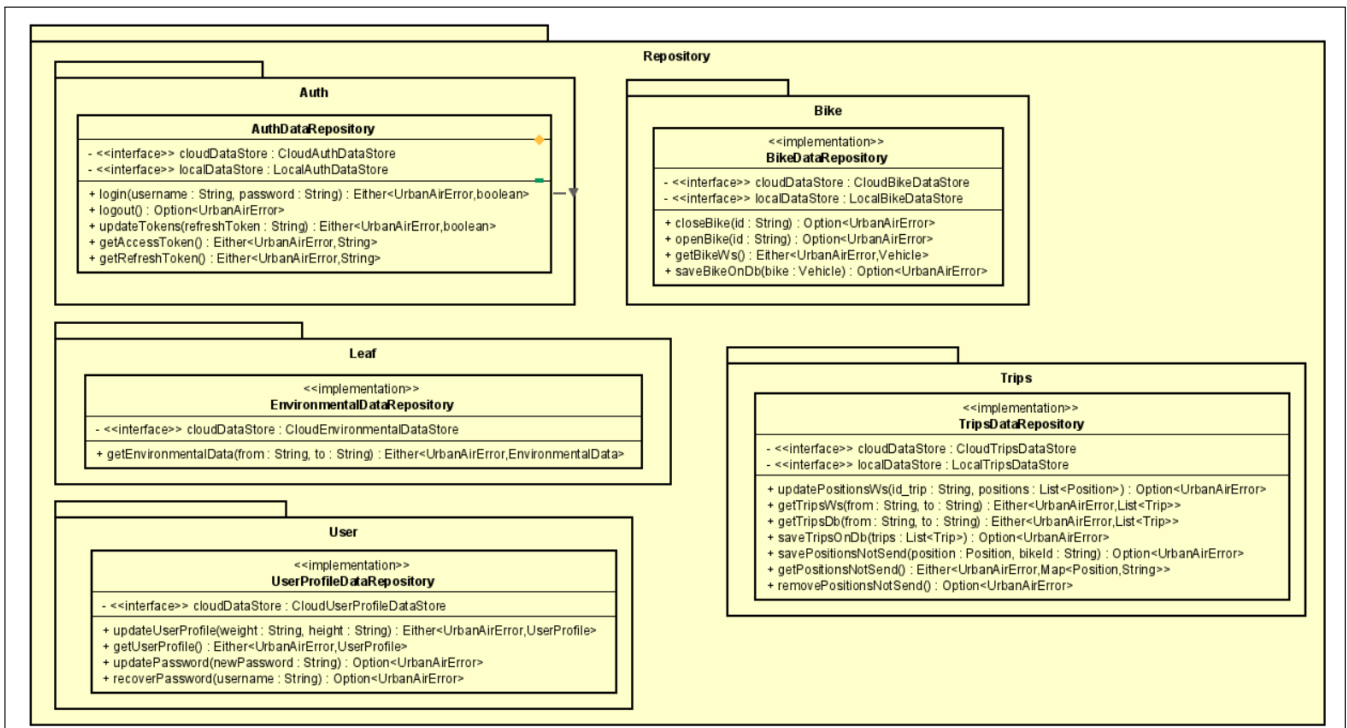 Repository
Auth
AuthDataRepository
- <<interface>> cloudDataStore : CloudAuthDataStore
- <<interface>> localDataStore : LocalAuthDataStore
+ login(username : String, password : String) : Either<UrbanAirError,boolean>
+ logout() : Option<UrbanAirError>
+ updateTokens(refreshToken : String) : Either<UrbanAirError,boolean>
+ getAccessToken() : Either<UrbanAirError,String>
+ getRefreshToken() : Either<UrbanAirError,String>
Bike
<<implementation>>
BikeDataRepository
- <<interface>> cloudDataStore : CloudBikeDataStore
- <<interface>> localDataStore : LocalBikeDataStore
+ closeBike(id : String) : Option<UrbanAirError>
+ openBike(id : String) : Option<UrbanAirError>
+ getBikeWs() : Either<UrbanAirError,Vehicle>
+ saveBikeOnDb(bike : Vehicle) : Option<UrbanAirError>
Leaf
<<implementation>>
EnvironmentalDataRepository
- <<interface>> cloudDataStore : CloudEnvironmentalDataStore
+ getEnvironmentalData(from : String, to : String) : Either<UrbanAirError,EnvironmentalData>
Trips
<<implementation>>
TripsDataRepository
- <<interface>> cloudDataStore : CloudTripsDataStore
- <<interface>> localDataStore : LocalTripsDataStore
+ updatePositionsWs(id_trip : String, positions : List<Position>) : Option<UrbanAirError>
+ getTripsWs(from : String, to : String) : Either<UrbanAirError,List<Trip>>
+ getTripsDb(from : String, to : String) : Either<UrbanAirError,List<Trip>>
+ saveTripsOnDb(trips : List<Trip>) : Option<UrbanAirError>
+ savePositionsNotSend(position : Position, bikeId : String) : Option<UrbanAirError>
+ getPositionsNotSend() : Either<UrbanAirError,Map<Position,String>>
+ removePositionsNotSend() : Option<UrbanAirError>
User
<<implementation>>
UserProfileDataRepository
- <<interface>> cloudDataStore : CloudUserProfileDataStore
+ updateUserProfile(weight : String, height : String) : Either<UrbanAirError,UserProfile>
+ getUserProfile() : Either<UrbanAirError,UserProfile>
+ updatePassword(newPassword : String) : Option<UrbanAirError>
+ recoverPassword(username : String) : Option<UrbanAirError>